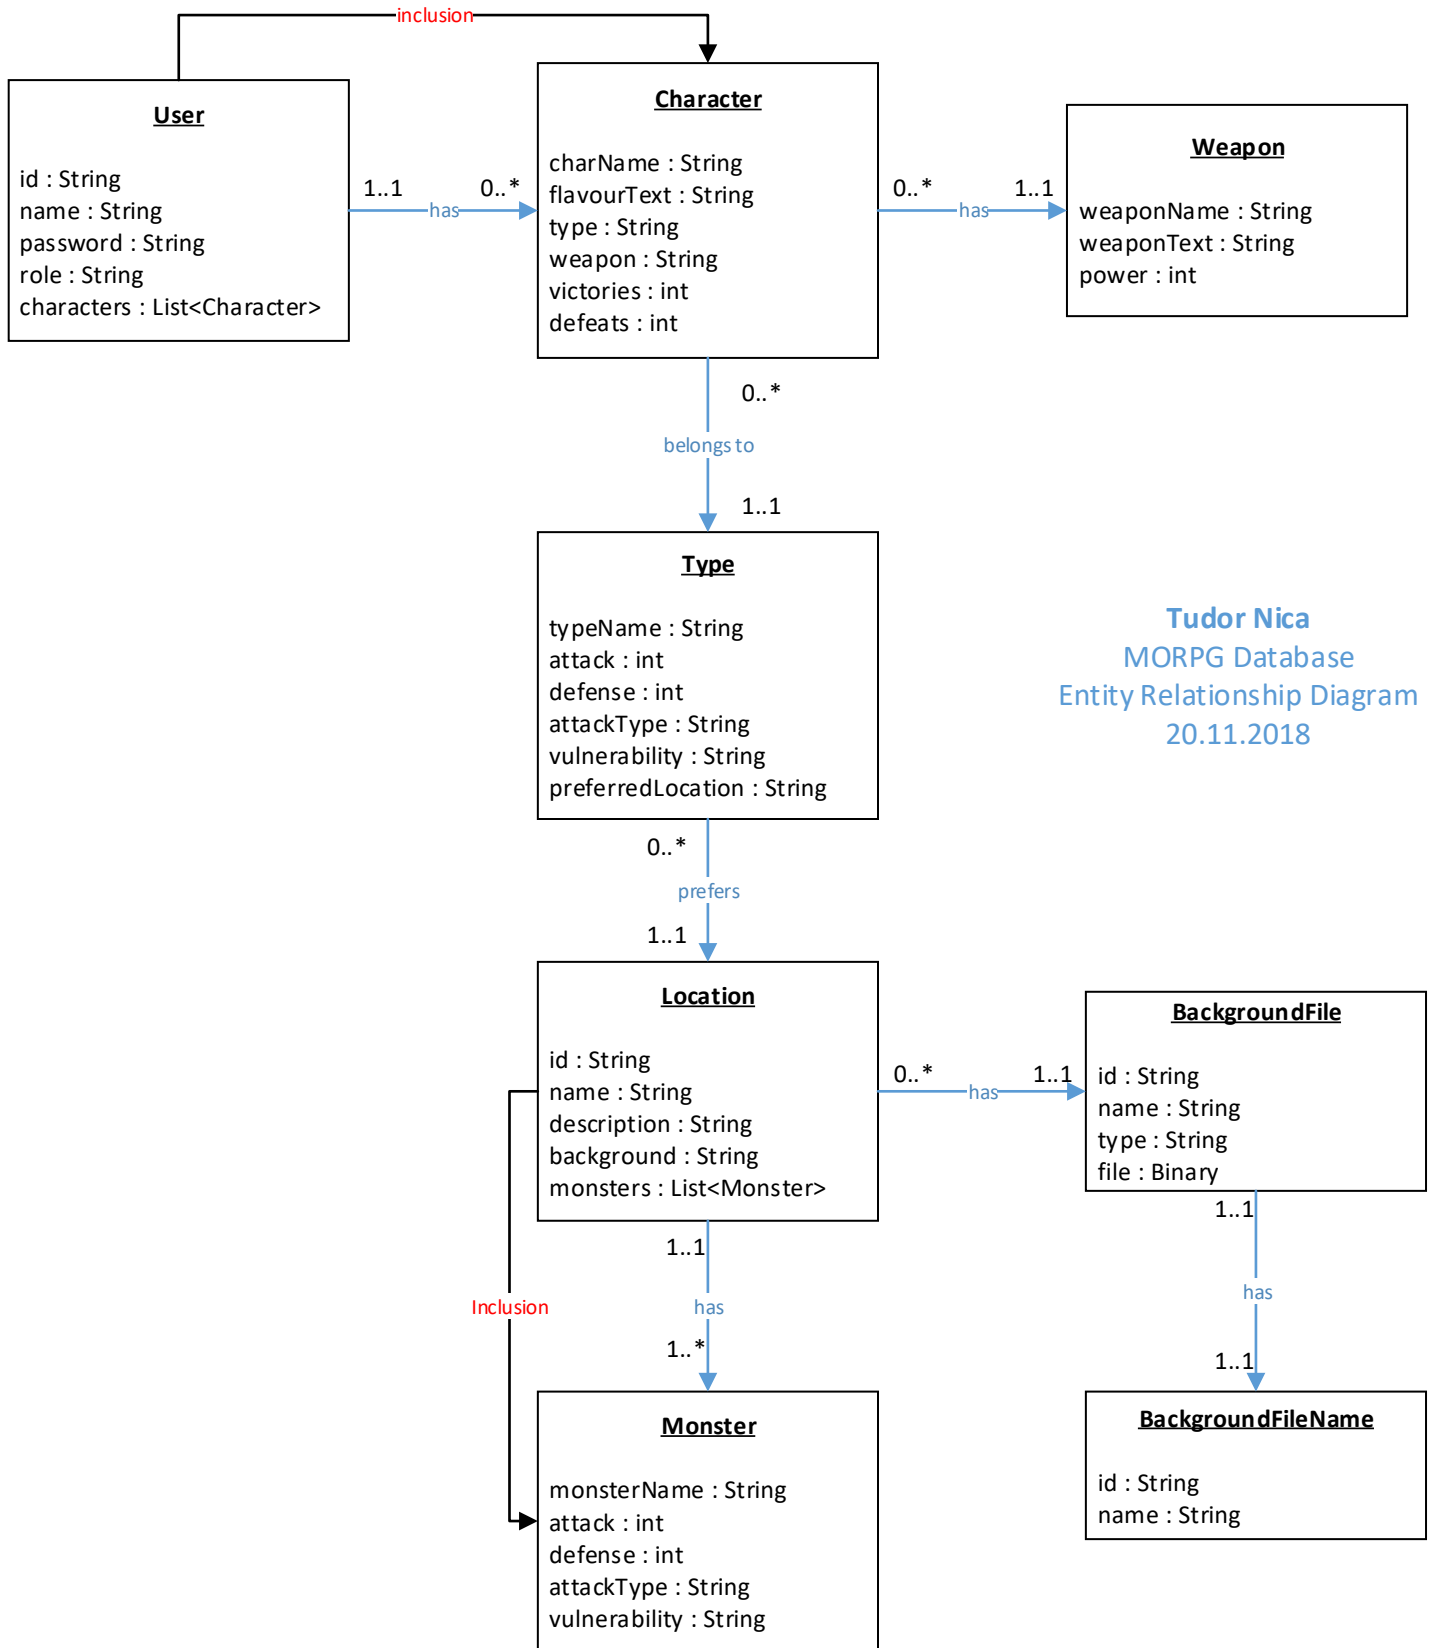 inclusion
User
id : String
name : String
password : String
role : String
characters : List<Character>
1..1
has
0..*
Character
charName : String
flavourText : String
type : String
weapon : String
victories : int
defeats : int
0..*
has
1..1
Weapon
weaponName : String
weaponText : String
power : int
0..*
belongs to
1..1
Type
typeName : String
attack : int
defense : int
attackType : String
vulnerability : String
preferredLocation : String
Tudor Nica
MORPG Database
Entity Relationship Diagram
20.11.2018
0..*
prefers
1..1
Location
id : String
name : String
description : String
background : String
monsters : List<Monster>
0..*
has
1..1
BackgroundFile
id : String
name : String
type : String
file : Binary
1..1
has
1..1
BackgroundFileName
id : String
name : String
Inclusion
1..1
has
1..*
Monster
monsterName : String
attack : int
defense : int
attackType : String
vulnerability : String